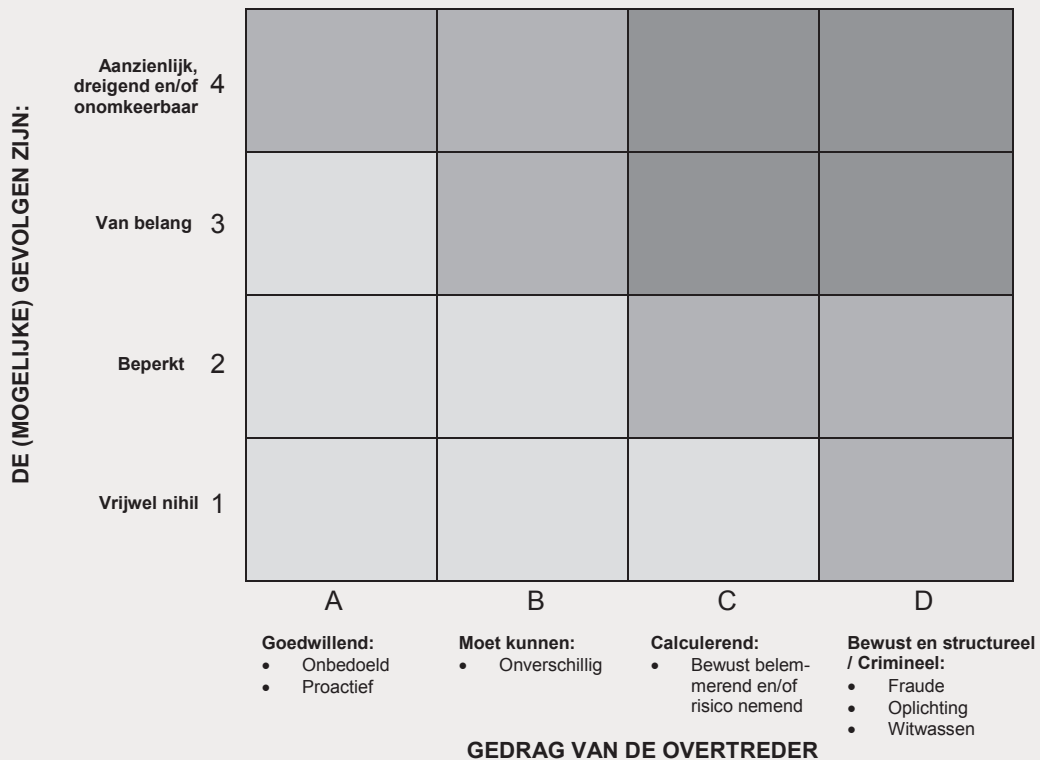 DE (MOGELIJKE) GEVOLGEN ZIJN:
Aanzienlijk,
dreigend en/of
onomkeerbaar
4
Van belang 3
Beperkt 2
Vrijwel nihil 1
A
B
C
D
Goedwillend:
• Onbedoeld
• Proactief
Moet kunnen:
• Onverschillig
Calculerend:
• Bewust belem-
merend en/of
risico nemend
Bewust en structureel
/ Crimineel:
• Fraude
• Oplichting
• Witwassen
GEDRAG VAN DE OVERTREDER